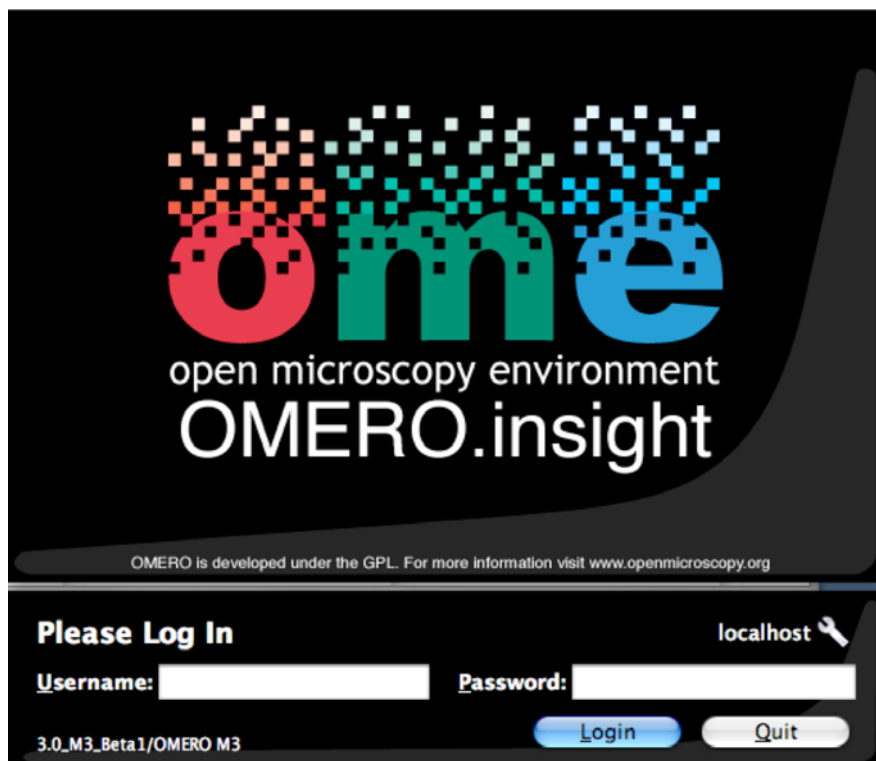 ome
open microscopy environment
OMERO.insight
OMERO is developed under the GPL. For more information visit www.openmicroscopy.org
Please Log In localhost
Username: Password:
3.0_M3_Beta1/OMERO M3 Login Quit